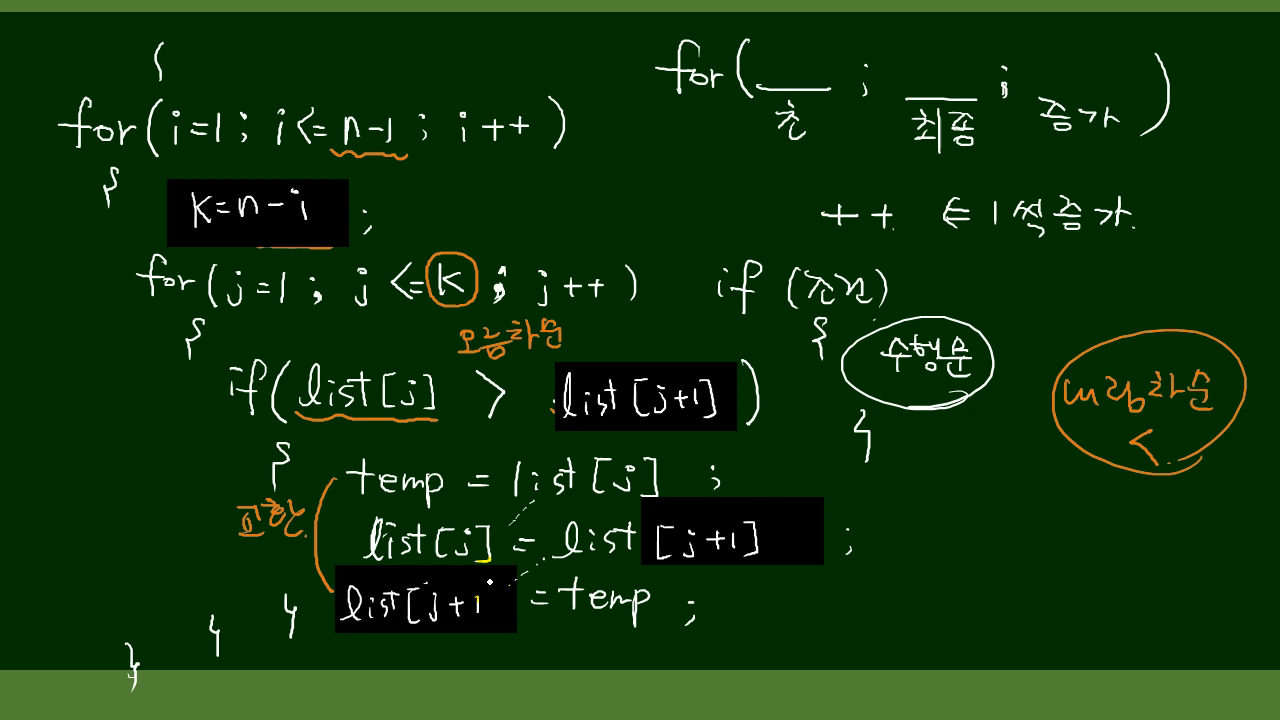 {
for(i=1; i<=n-1; i++)
{
k=n-i;
for(j=1; j<=k; j++)
{
오름차순
if(list[j] > list[j+1])
{
교환
temp = list[j];
list[j] = list[j+1];
list[j+1 = temp;
}
}
}
for( ; ; 증가)
초 최종
++ ∈ 1씩증가.
if (조건)
{
수행문
}
내림차순
<